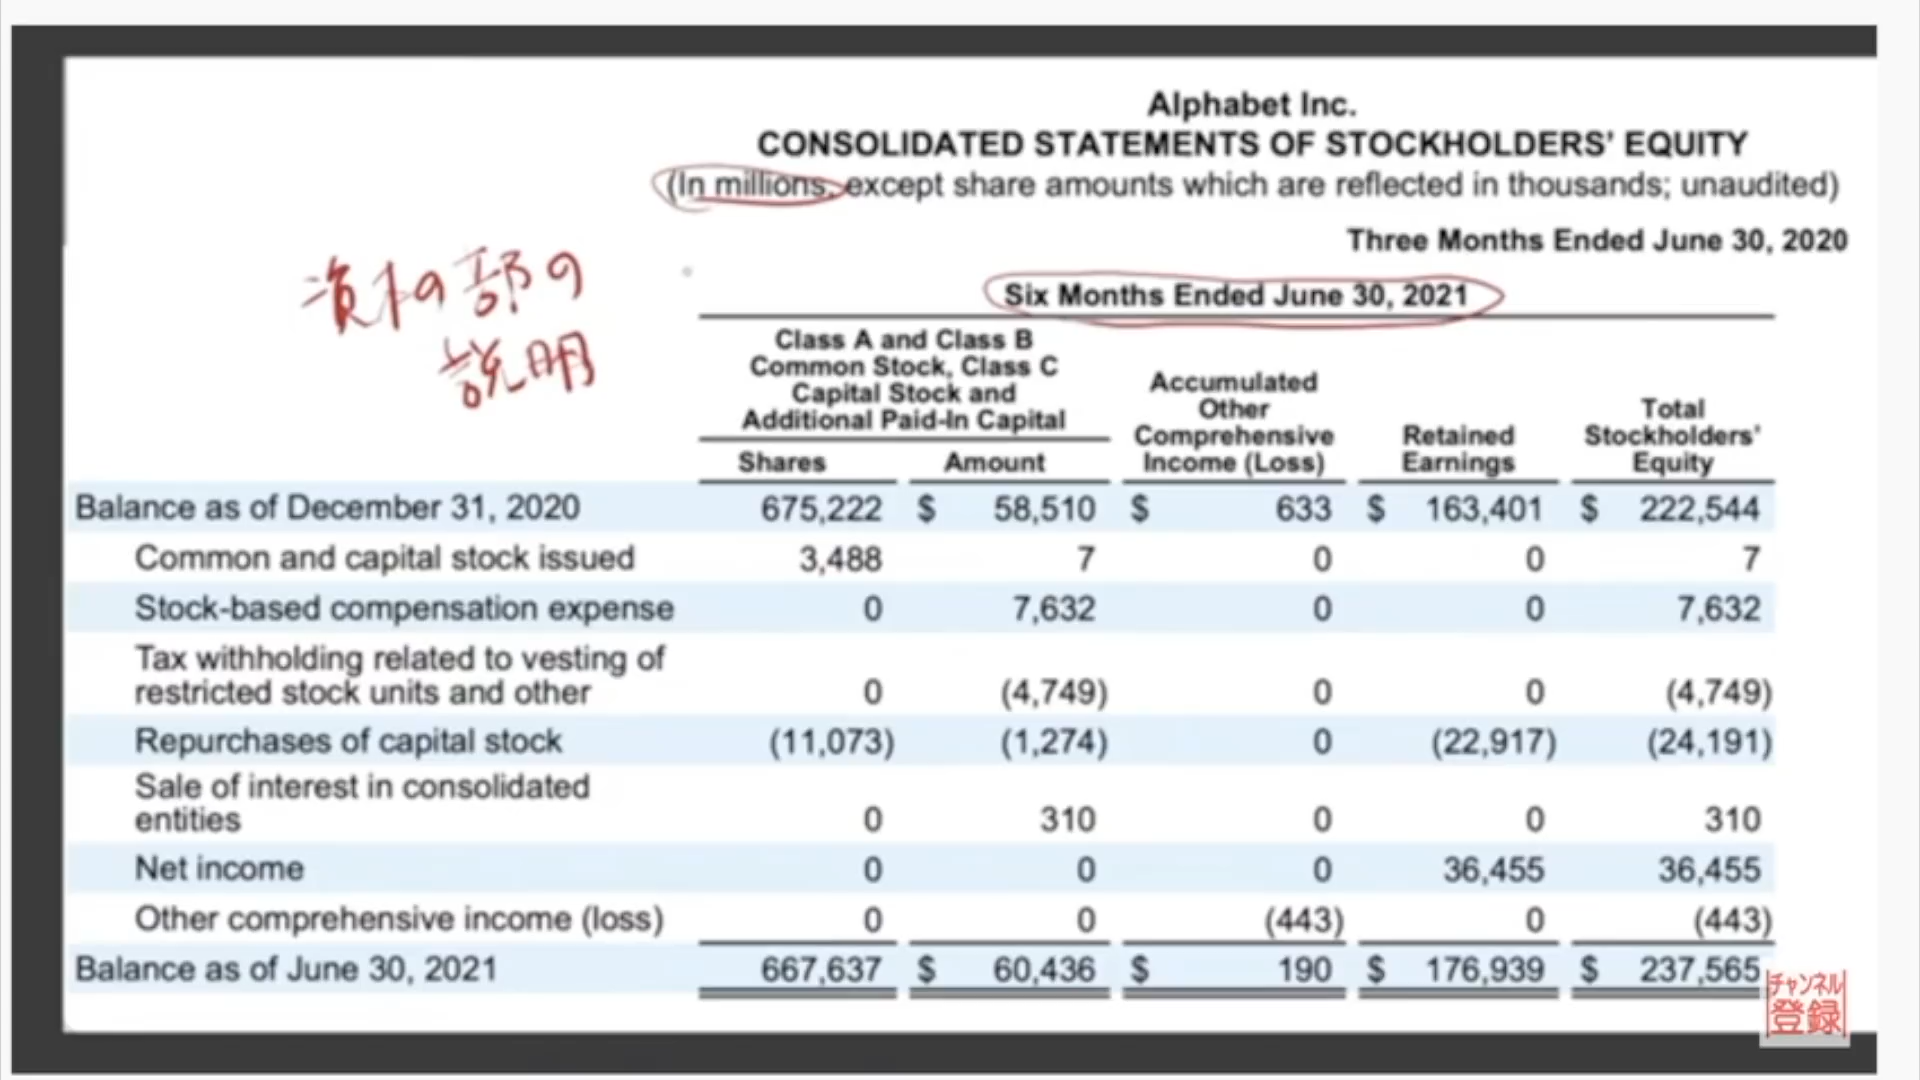 Alphabet Inc.
CONSOLIDATED STATEMENTS OF STOCKHOLDERS' EQUITY
(In millions, except share amounts which are reflected in thousands; unaudited)
Three Months Ended June 30, 2020
Six Months Ended June 30, 2021
資本の部の
説明
Class A and Class B
Common Stock, Class C
Capital Stock and
Additional Paid-In Capital
Accumulated
Other
Comprehensive
Income (Loss)
Retained
Earnings
Total
Stockholders'
Equity
Shares Amount
Balance as of December 31, 2020 675,222 $ 58,510 $ 633 $ 163,401 $ 222,544
Common and capital stock issued 3,488 7 0 0 7
Stock-based compensation expense 0 7,632 0 0 7,632
Tax withholding related to vesting of
restricted stock units and other 0 (4,749) 0 0 (4,749)
Repurchases of capital stock (11,073) (1,274) 0 (22,917) (24,191)
Sale of interest in consolidated
entities 0 310 0 0 310
Net income 0 0 0 36,455 36,455
Other comprehensive income (loss) 0 0 (443) 0 (443)
Balance as of June 30, 2021 667,637 $ 60,436 $ 190 $ 176,939 $ 237,565
チャンネル
登録